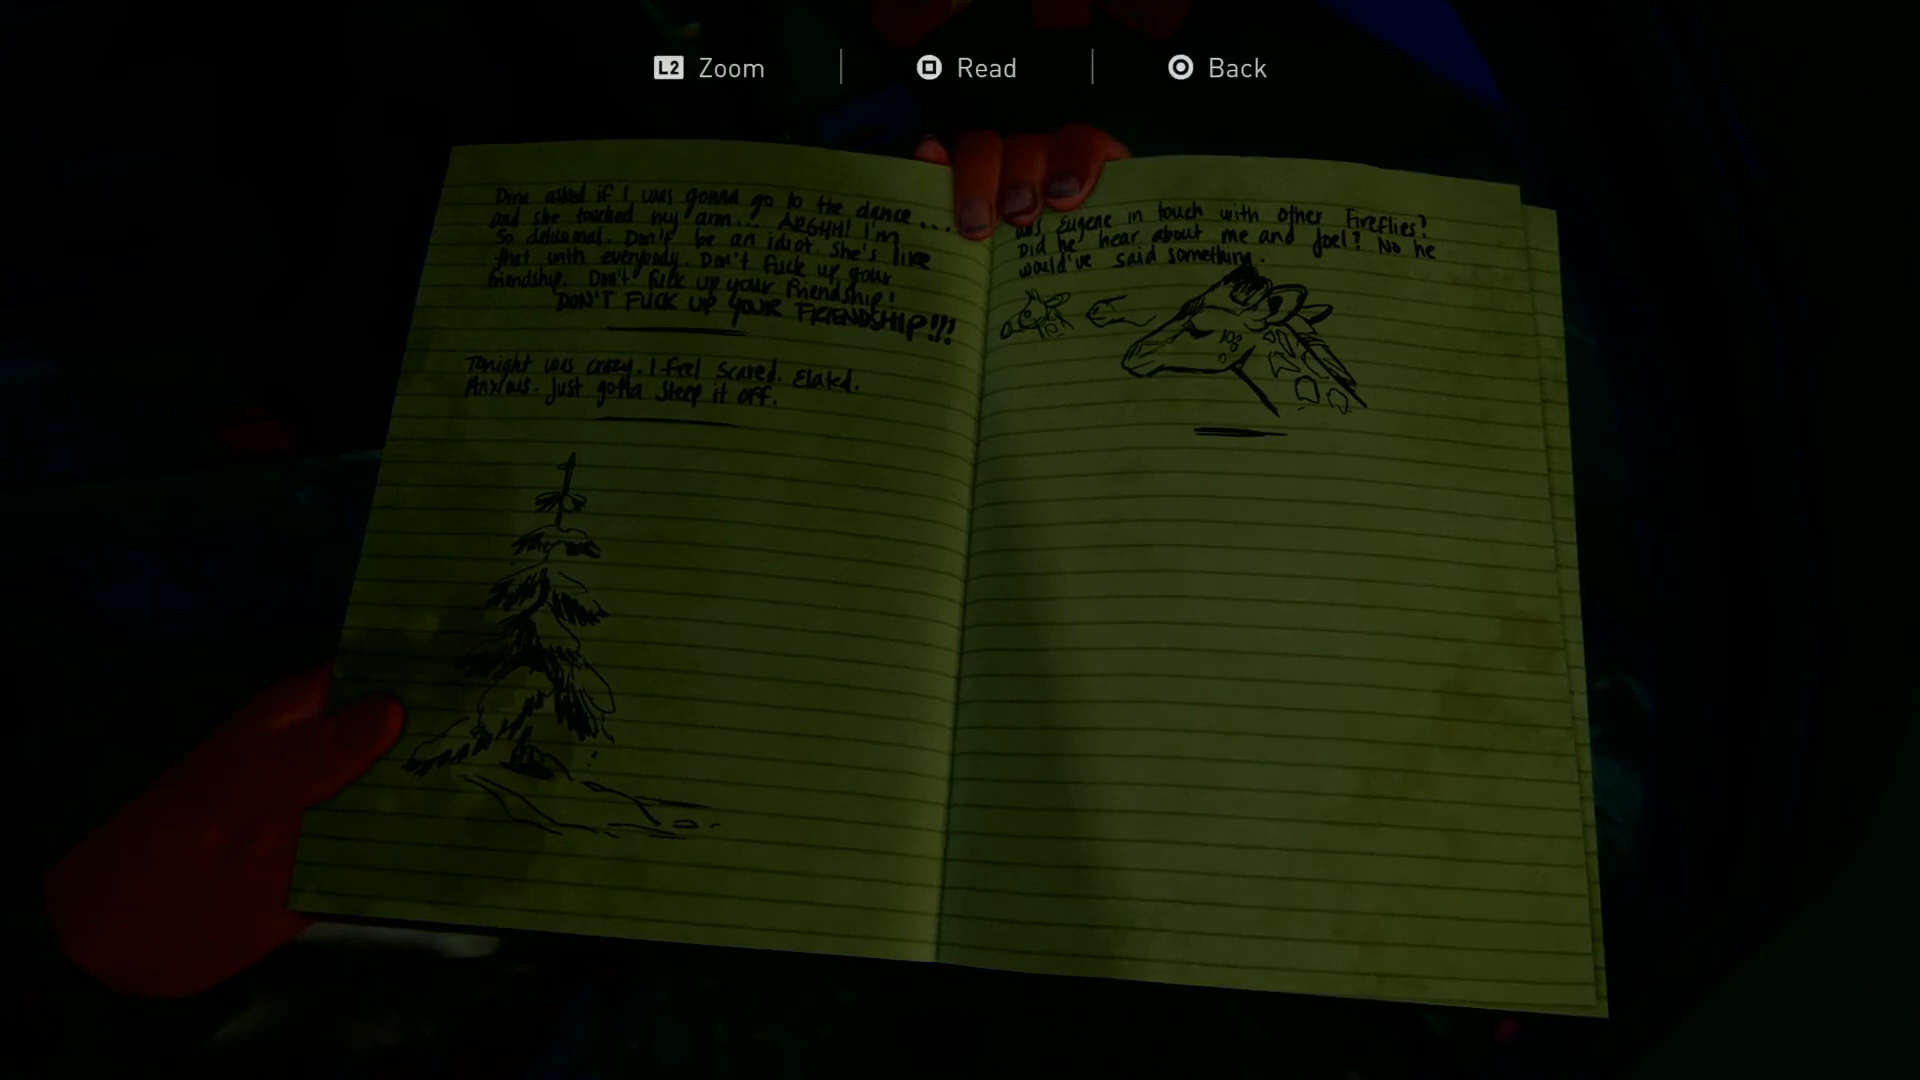 L2 Zoom
Read
Back
Dina asked if I was gonna go to the dance...
and she touched my arm... ARGHH! I'm
so delusional. Don't be an idiot she's like
that with everybody. Don't fuck up your
friendship. Don't fuck up your friendship!
DON'T FUCK UP YOUR FRIENDSHIP!!!
Tonight was crazy. I feel scared. Elated.
Anxious. Just gotta sleep it off.
Was Eugene in touch with other Fireflies?
Did he hear about me and Joel? No he
would've said something.